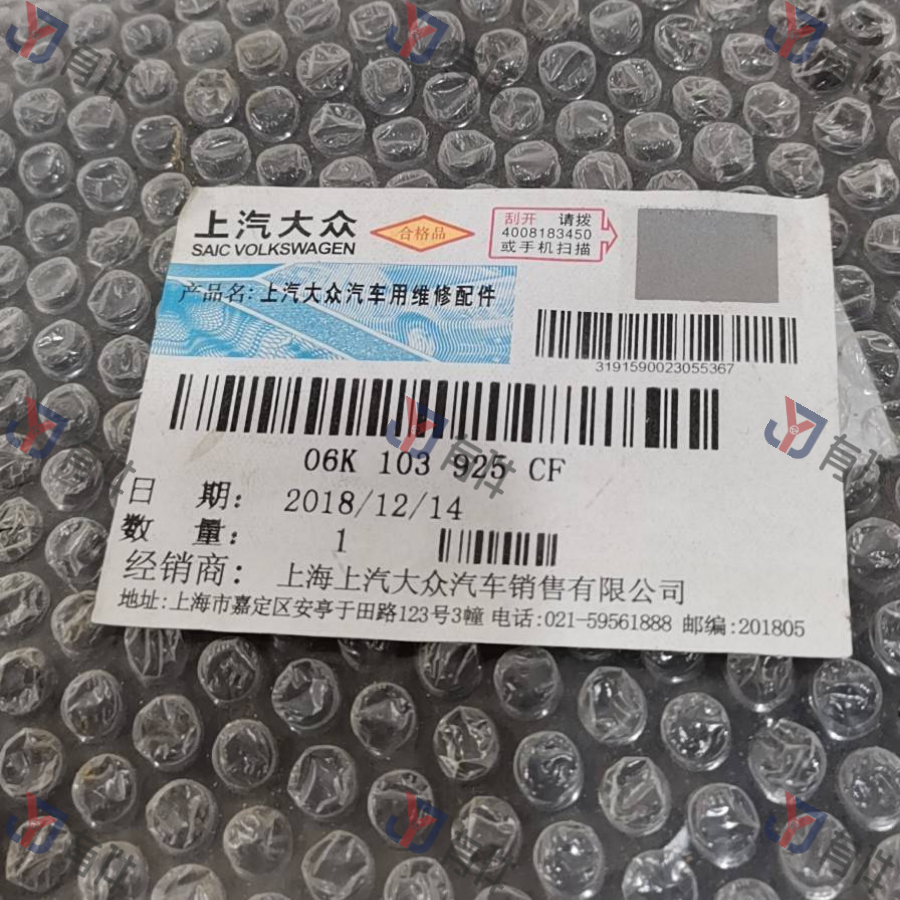 上汽大众
SAIC VOLKSWAGEN
合格品
刮开 请拨
4008183450
或手机扫描
产品名: 上汽大众汽车用维修配件
3191590023055367
06K 103 925 CF
日 期: 2018/12/14
数 量: 1
经销商: 上海上汽大众汽车销售有限公司
地址:上海市嘉定区安亭于田路123号3幢 电话:021-59561888 邮编:201805